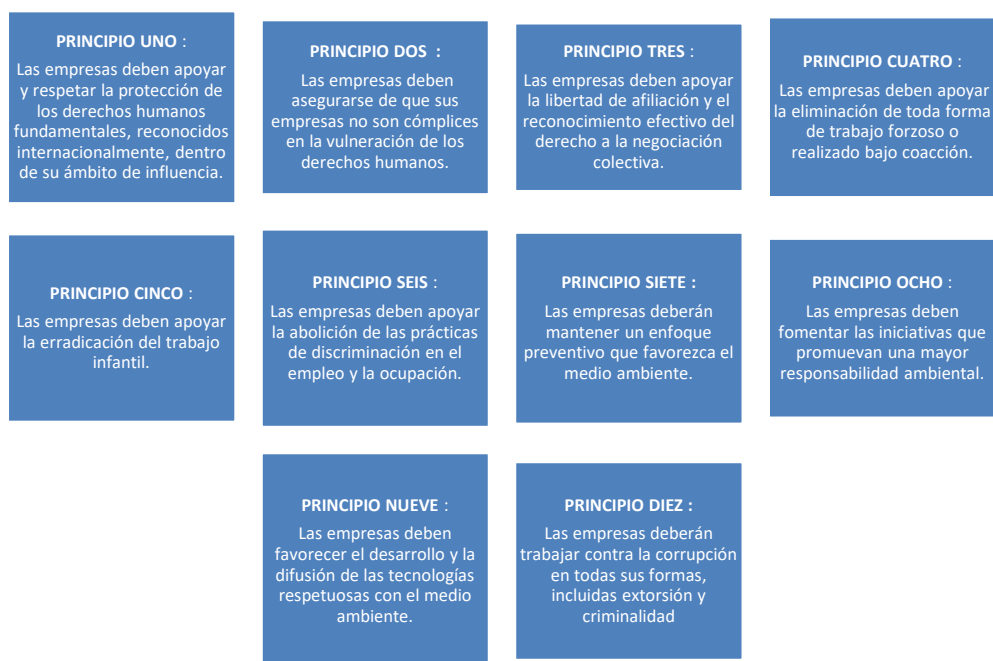 PRINCIPIO UNO :
Las empresas deben apoyar
y respetar la protección de
los derechos humanos
fundamentales, reconocidos
internacionalmente, dentro
de su ámbito de influencia.
PRINCIPIO DOS :
Las empresas deben
asegurarse de que sus
empresas no son cómplices
en la vulneración de los
derechos humanos.
PRINCIPIO TRES :
Las empresas deben apoyar
la libertad de afiliación y el
reconocimiento efectivo del
derecho a la negociación
colectiva.
PRINCIPIO CUATRO :
Las empresas deben apoyar
la eliminación de toda forma
de trabajo forzoso o
realizado bajo coacción.
PRINCIPIO CINCO :
Las empresas deben apoyar
la erradicación del trabajo
infantil.
PRINCIPIO SEIS :
Las empresas deben apoyar
la abolición de las prácticas
de discriminación en el
empleo y la ocupación.
PRINCIPIO SIETE :
Las empresas deberán
mantener un enfoque
preventivo que favorezca el
medio ambiente.
PRINCIPIO OCHO :
Las empresas deben
fomentar las iniciativas que
promuevan una mayor
responsabilidad ambiental.
PRINCIPIO NUEVE :
Las empresas deben
favorecer el desarrollo y la
difusión de las tecnologías
respetuosas con el medio
ambiente.
PRINCIPIO DIEZ :
Las empresas deberán
trabajar contra la corrupción
en todas sus formas,
incluidas extorsión y
criminalidad